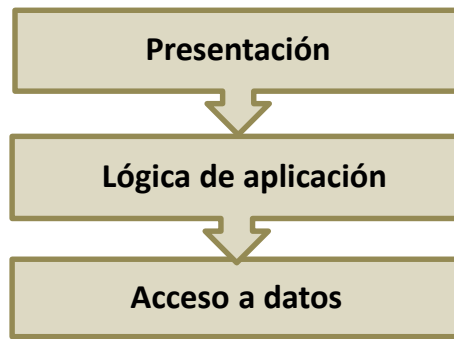 Presentación
Lógica de aplicación
Acceso a datos